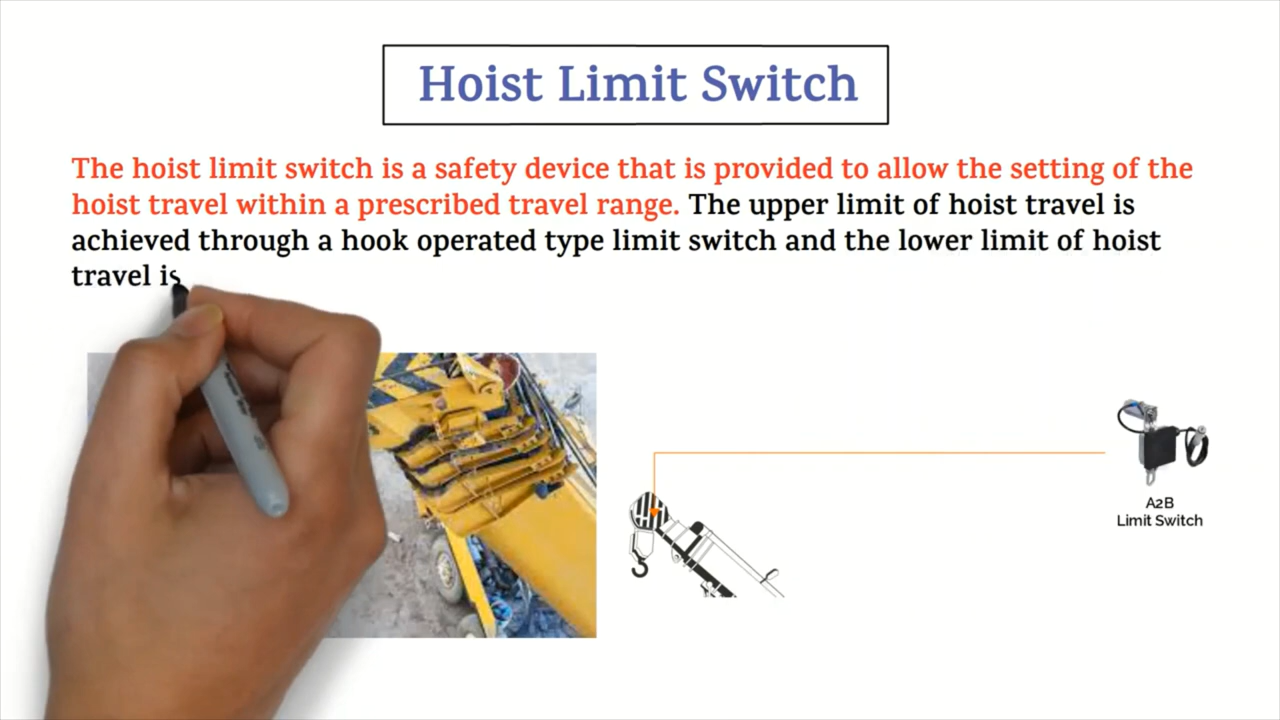 Hoist Limit Switch
The hoist limit switch is a safety device that is provided to allow the setting of the
hoist travel within a prescribed travel range. The upper limit of hoist travel is
achieved through a hook operated type limit switch and the lower limit of hoist
travel is
A2B
Limit Switch